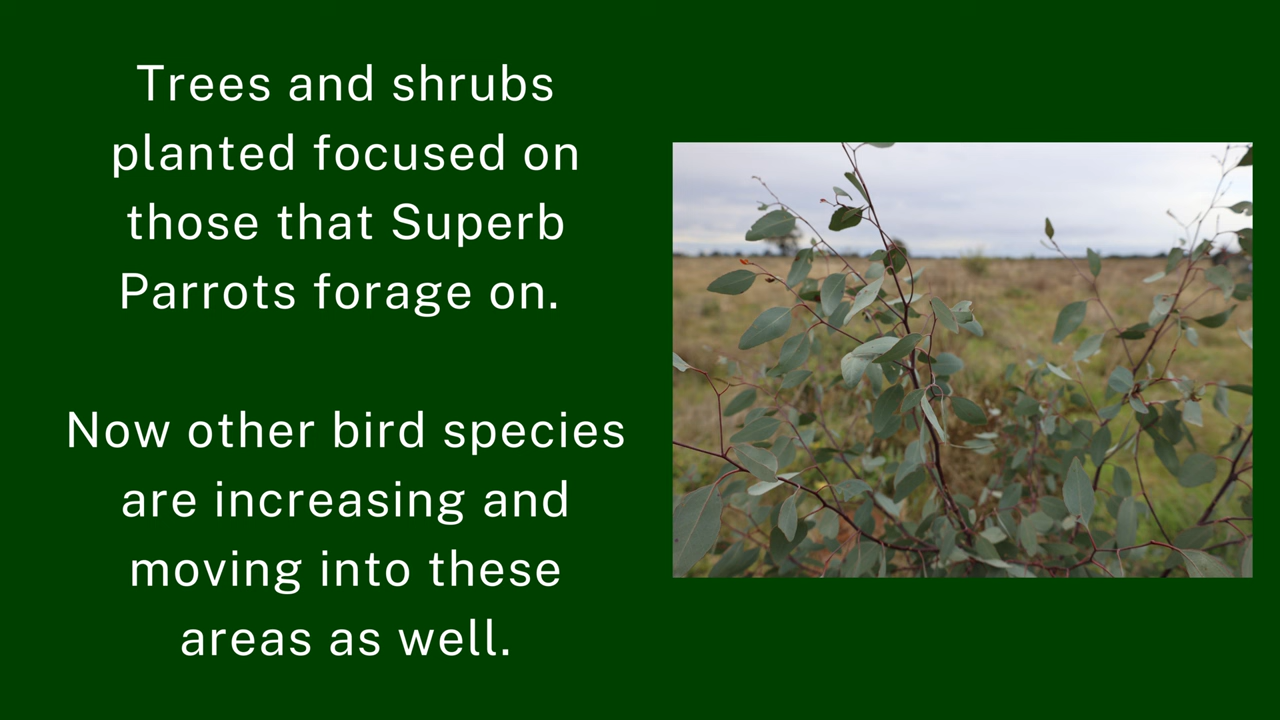 Trees and shrubs
planted focused on
those that Superb
Parrots forage on.
Now other bird species
are increasing and
moving into these
areas as well.